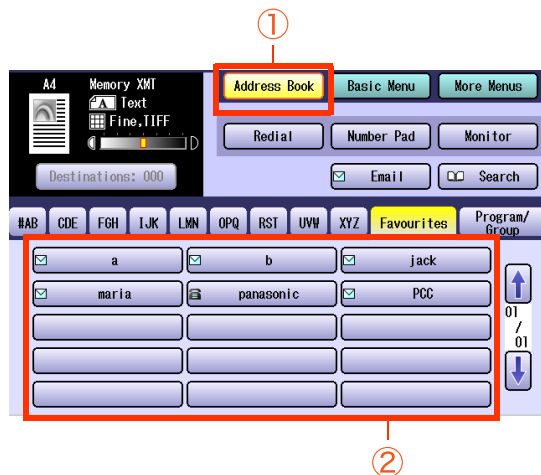 ①
A4 Memory XMT
A Text
Fine,TIFF
D
Destinations: 000
Address Book Basic Menu More Menus
Redial Number Pad Monitor
Email Search
#AB CDE FGH IJK LMN OPQ RST UVW XYZ Favourites Program/
Group
a b jack
maria panasonic PCC
01
/
01
②